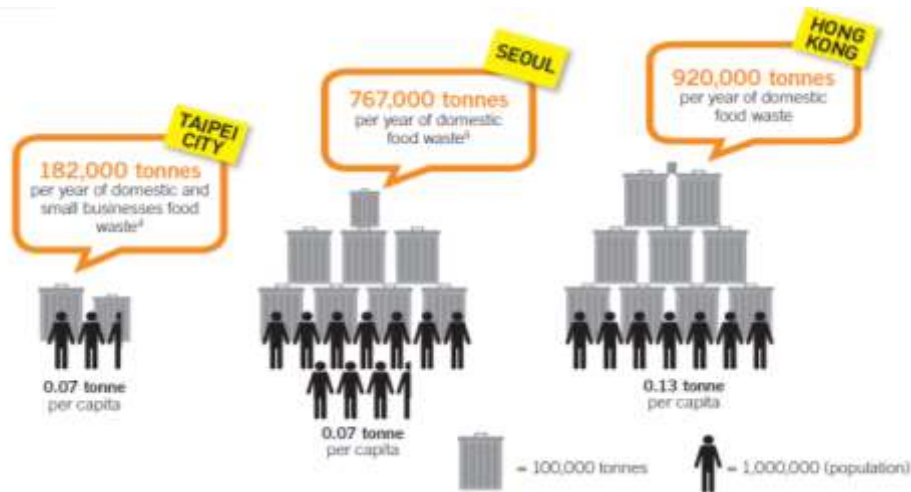 TAIPEI
CITY
182,000 tonnes
per year of domestic and
small businesses food
waste
SEOUL
767,000 tonnes
per year of domestic
food waste
HONG
KONG
920,000 tonnes
per year of domestic
food waste
0.07 tonne
per capita
0.07 tonne
per capita
0.13 tonne
per capita
= 100,000 tonnes
= 1,000,000 (population)